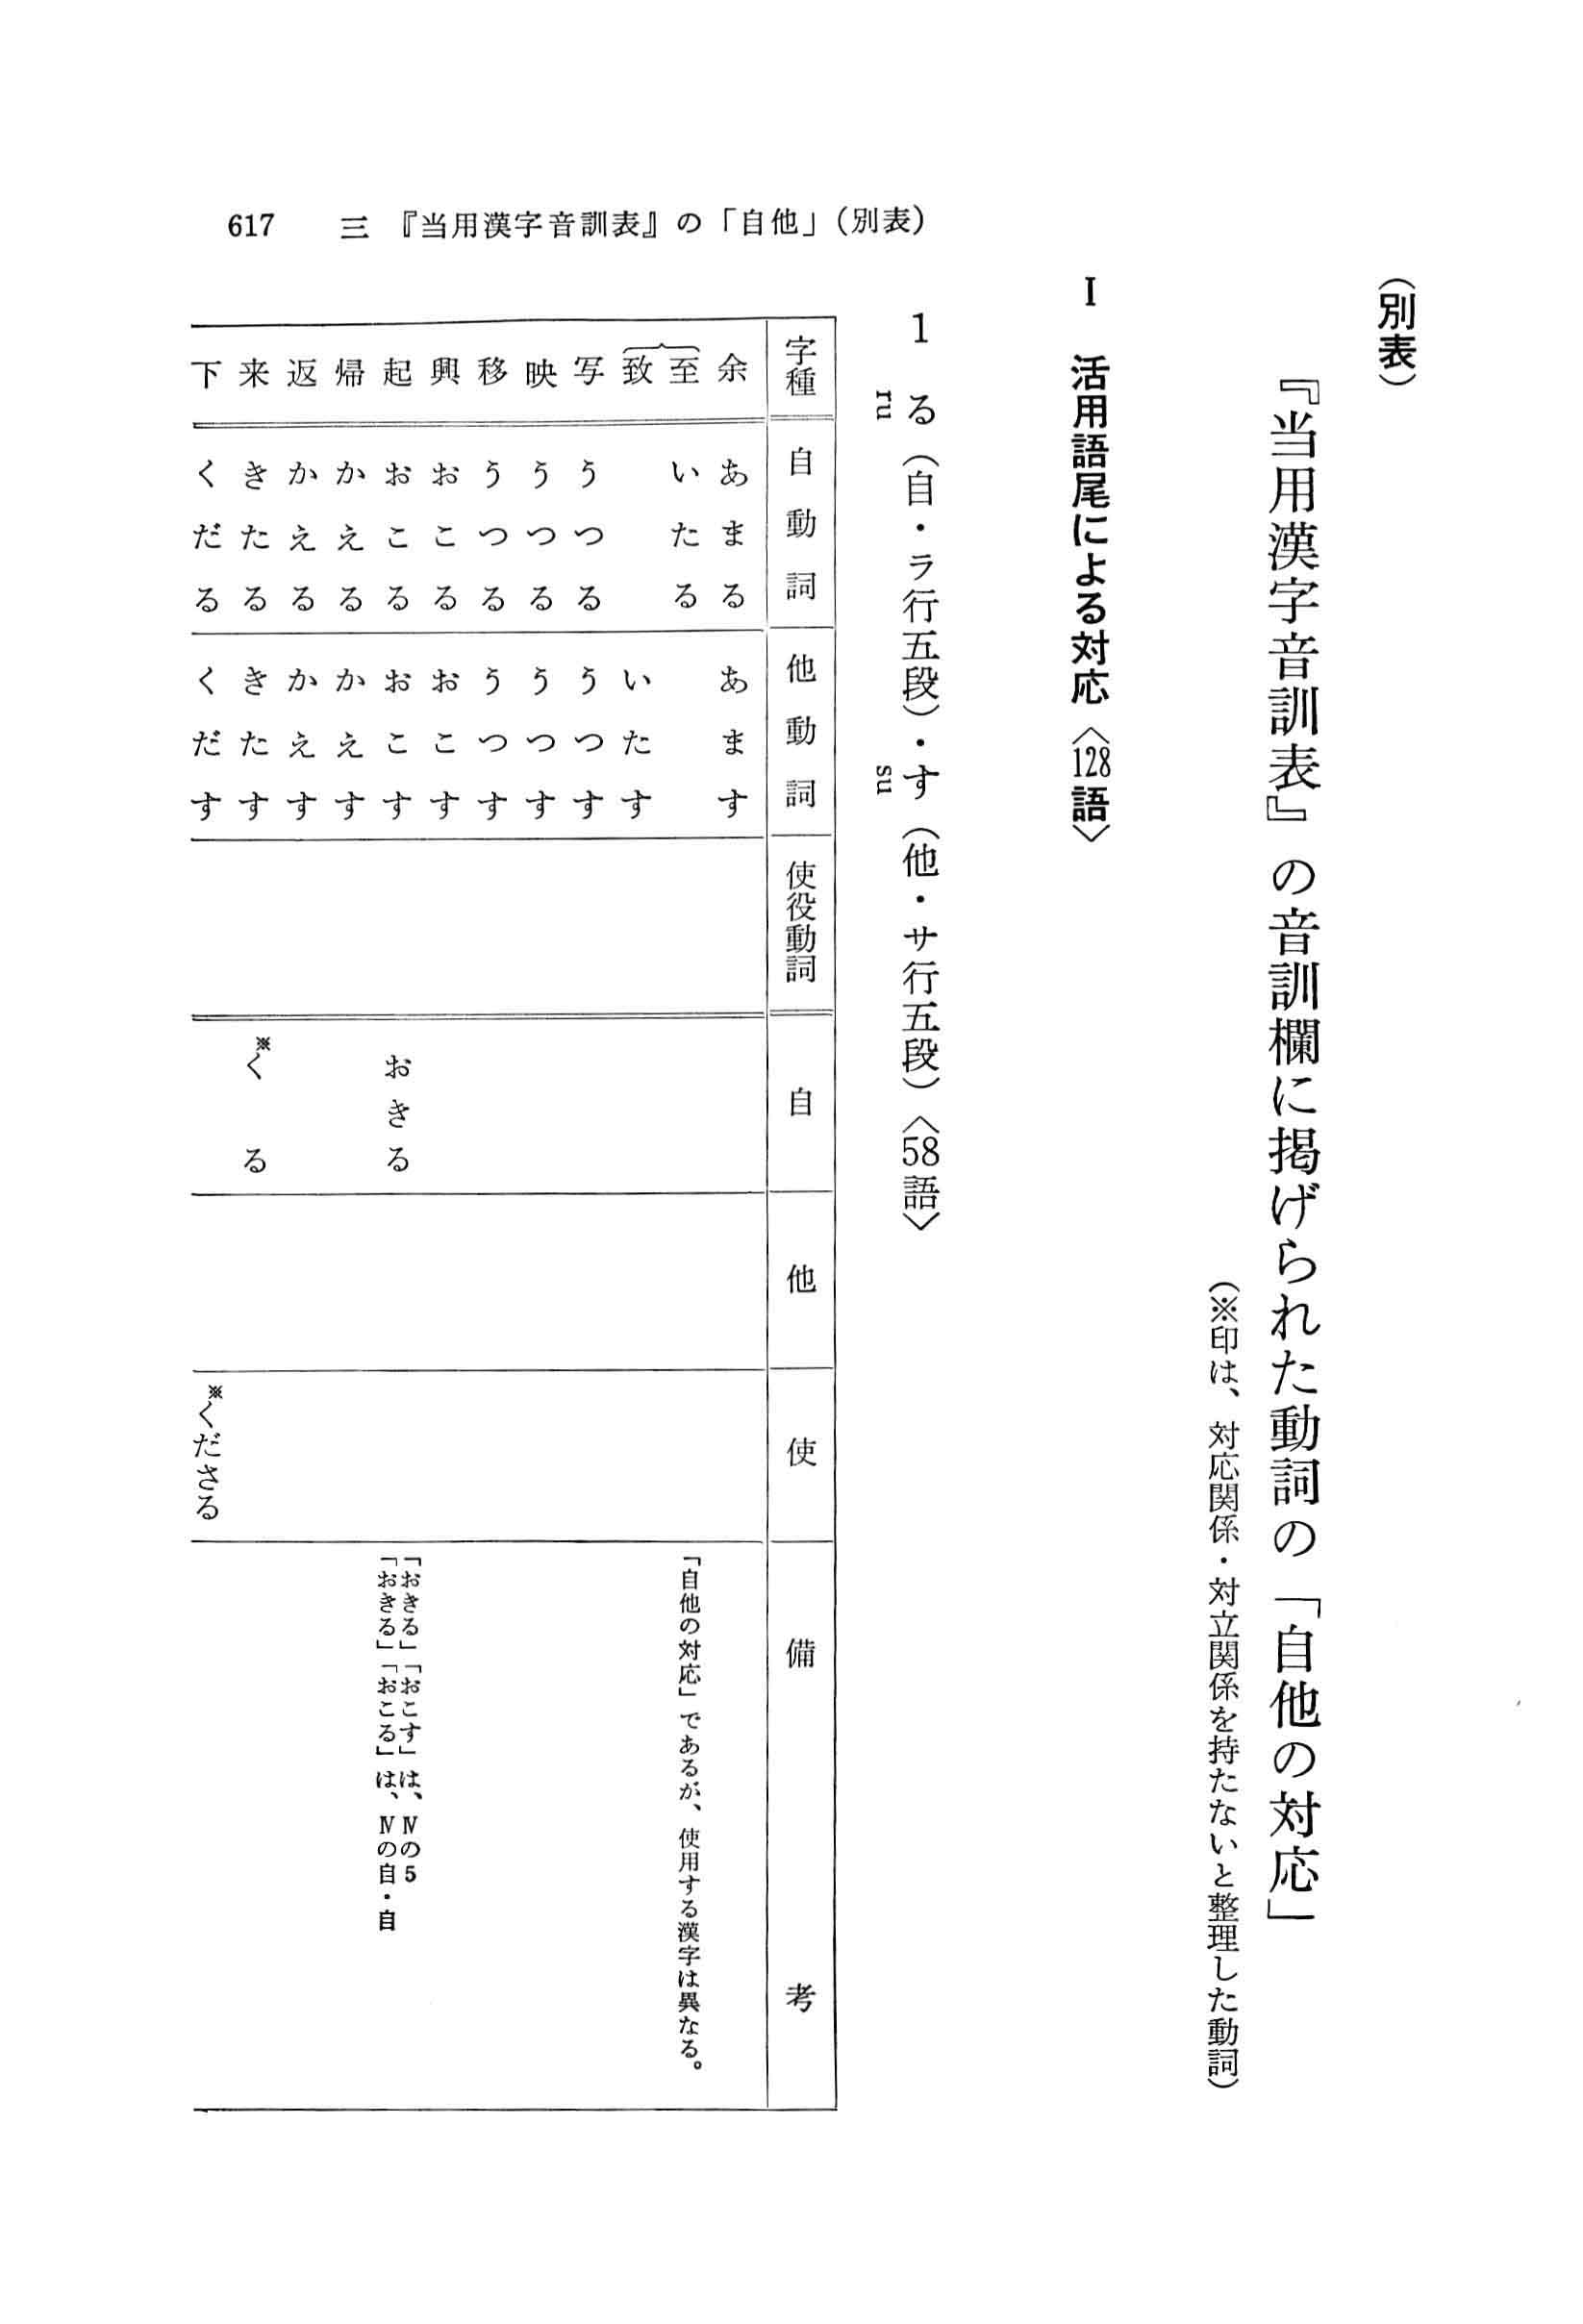 617 三 『当用漢字音訓表』の「自他」(別表)
(別表)
『当用漢字音訓表』の音訓欄に掲げられた動詞の「自他の対応」
(※印は、対応関係・対立関係を持たないと整理した動詞)
I 活用語尾による対応〈128語〉
1 る(自・ラ行五段)・す(他・サ行五段)〈58語〉
ru su
字種 自動詞 他動詞 使役動詞 自 他 使 備考
余 あまる あます
至 いたる 「自他の対応」であるが、使用する漢字は異なる。
致 いたす
写 うつる うつす
映 うつる うつす
移 うつる うつす
興 おこる おこす
起 おこる おこす おきる 「おきる」「おこす」は、Ⅳの5
「おきる」「おこる」は、Ⅳの自・自
帰 かえる かえす
返 かえる かえす
来 きたる きたす ※くる
下 くだる くだす ※くださる